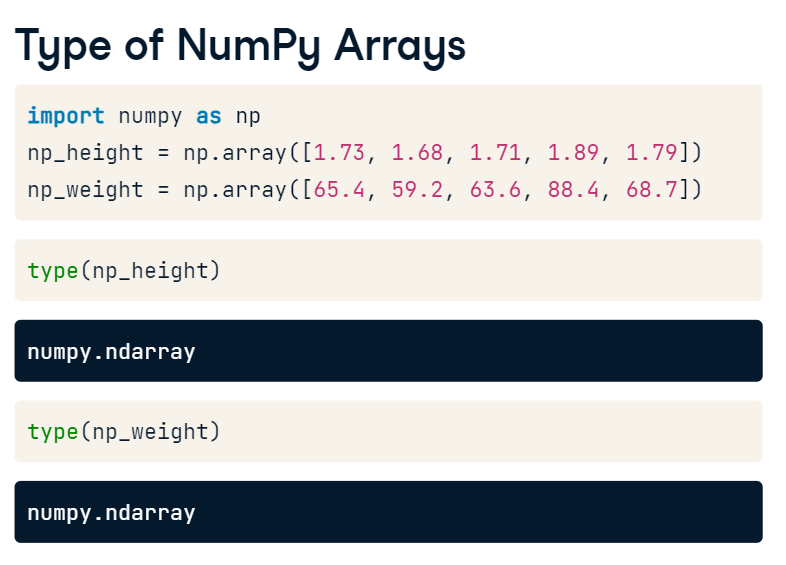 Type of NumPy Arrays
import numpy as np
np_height = np.array([1.73, 1.68, 1.71, 1.89, 1.79])
np_weight = np.array([65.4, 59.2, 63.6, 88.4, 68.7])
type(np_height)
numpy.ndarray
type(np_weight)
numpy.ndarray